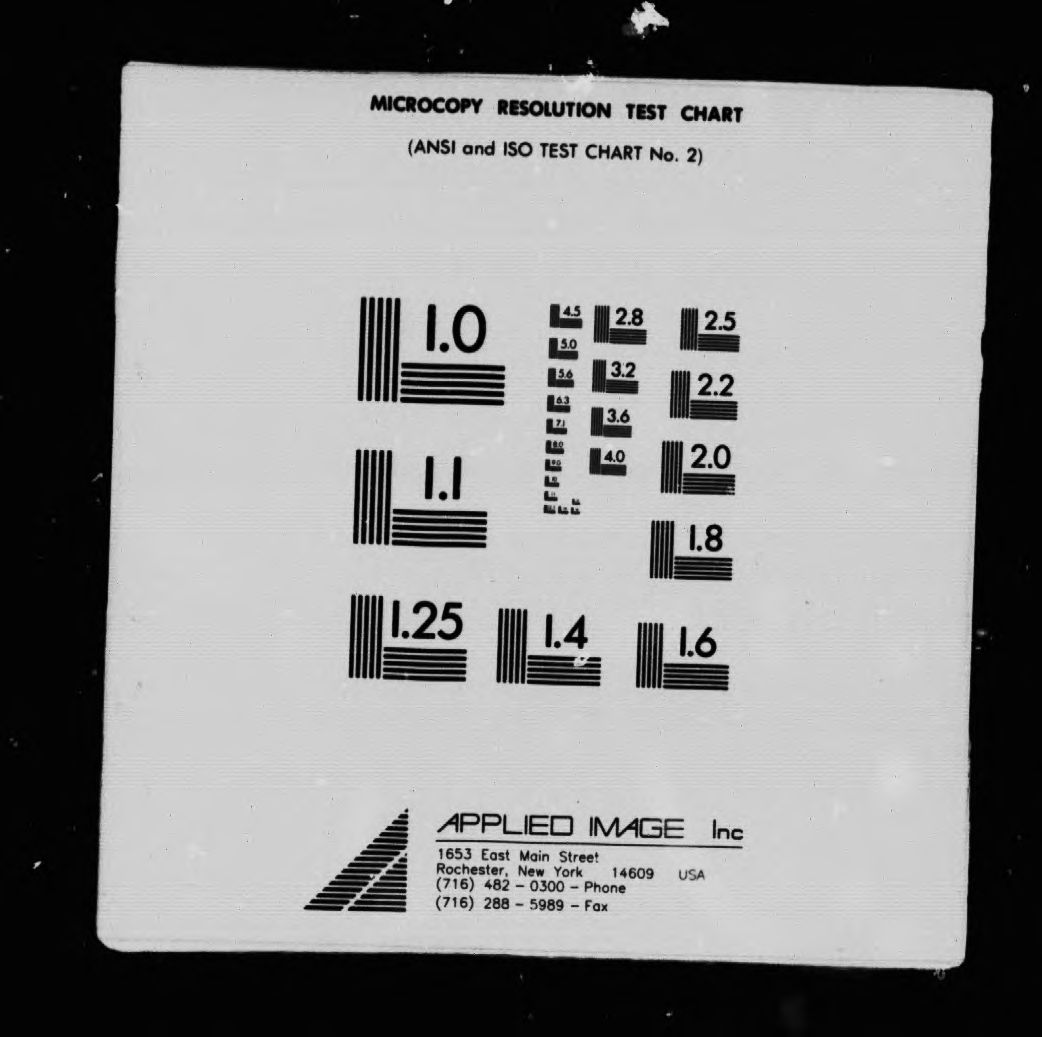 MICROCOPY RESOLUTION TEST CHART
(ANSI and ISO TEST CHART No. 2)
1.0
4.5
2.8
2.5
5.0
5.6
3.2
2.2
6.3
3.6
7.1
8.0
4.0
2.0
9.0
1.1
1.8
1.25
1.4
1.6
APPLIED IMAGE Inc
1653 East Main Street
Rochester, New York 14609 USA
(716) 482 - 0300 - Phone
(716) 288 - 5989 - Fax